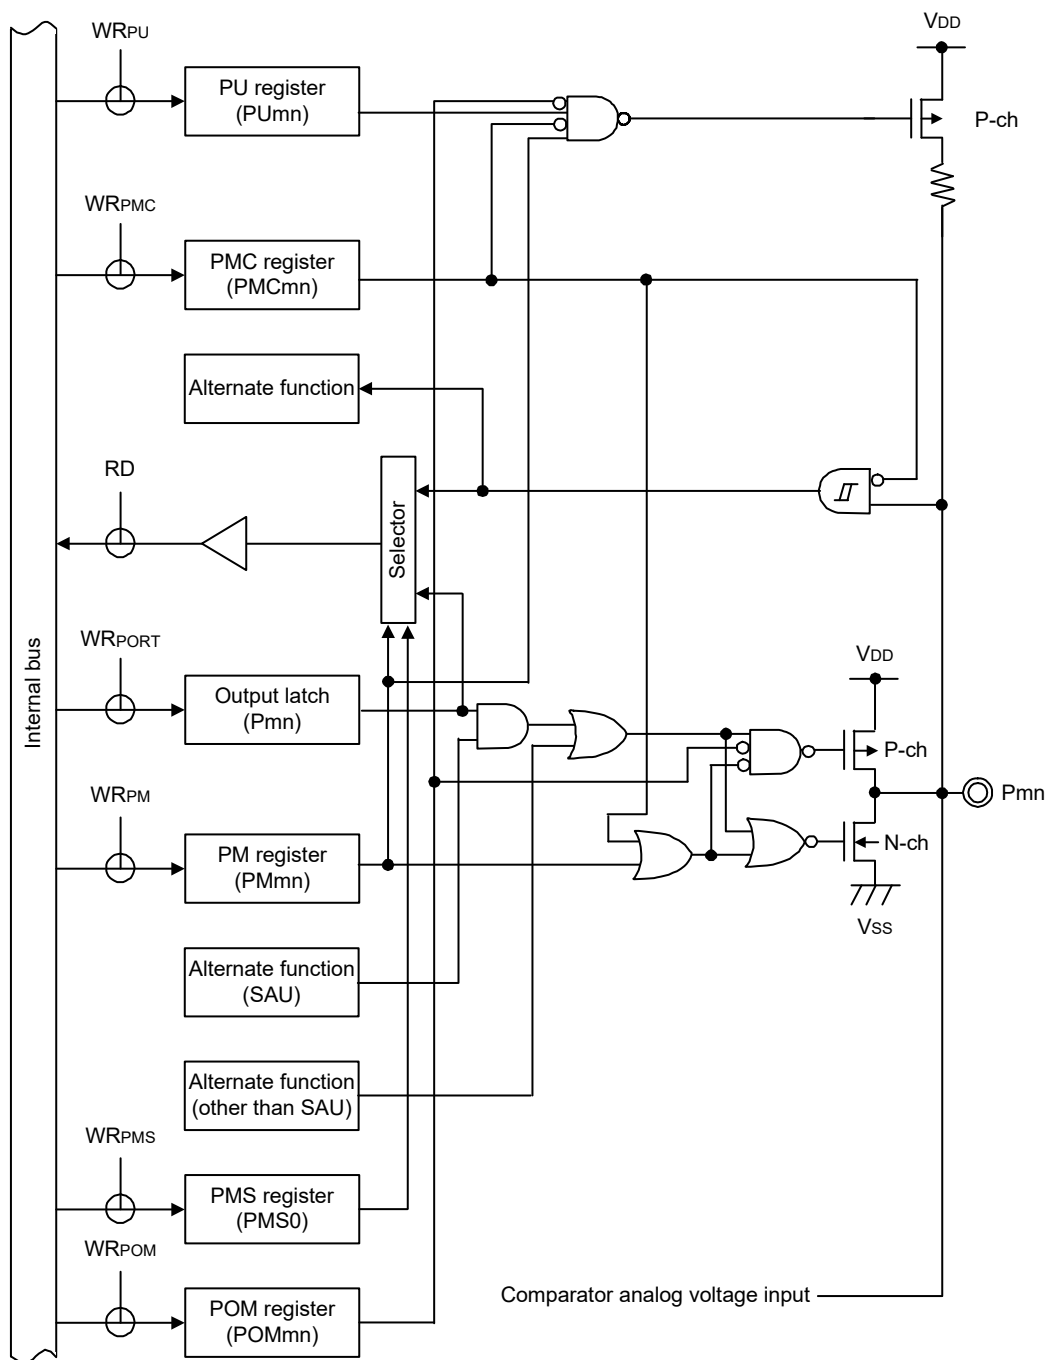 WRPU
PU register
(PUmn)
VDD
P-ch
WRPMC
PMC register
(PMCmn)
Alternate function
RD
Selector
Internal bus
WRPORT
Output latch
(Pmn)
VDD
P-ch
Pmn
N-ch
VSS
WRPM
PM register
(PMmn)
Alternate function
(SAU)
Alternate function
(other than SAU)
WRPMS
PMS register
(PMS0)
WRPOM
POM register
(POMmn)
Comparator analog voltage input